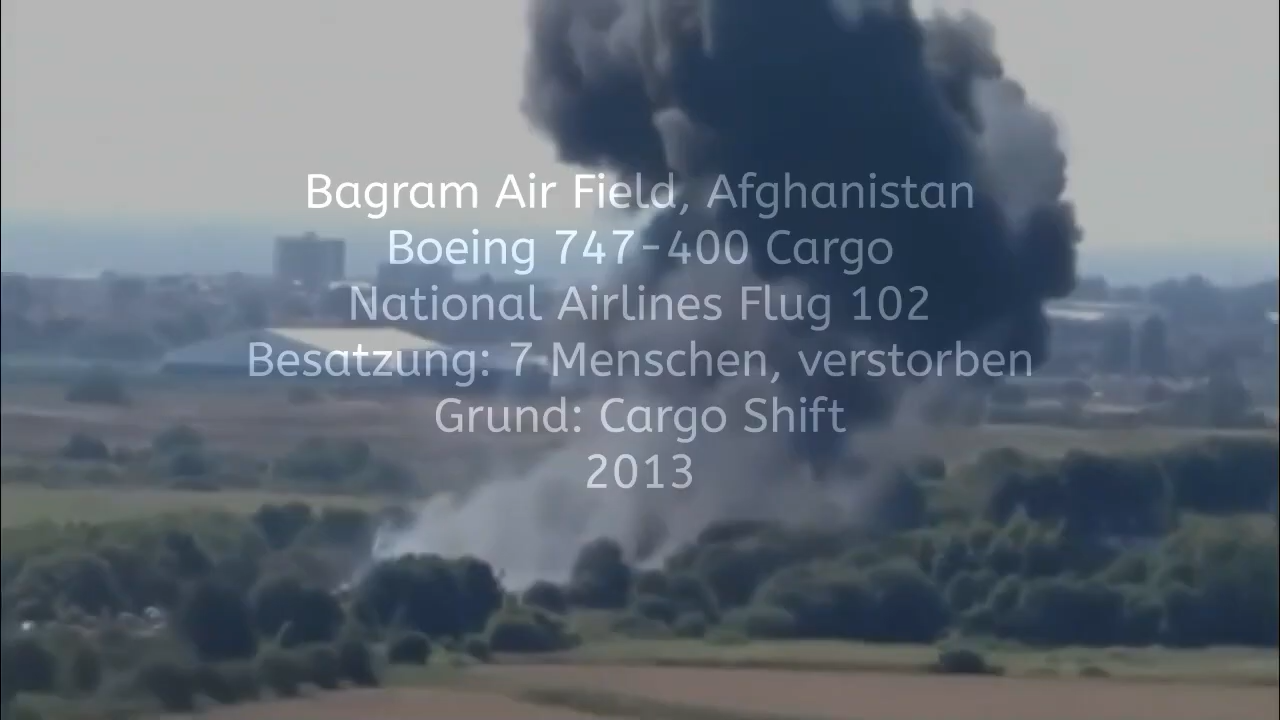 Bagram Air Field, Afghanistan
Boeing 747-400 Cargo
National Airlines Flug 102
Besatzung: 7 Menschen, verstorben
Grund: Cargo Shift
2013